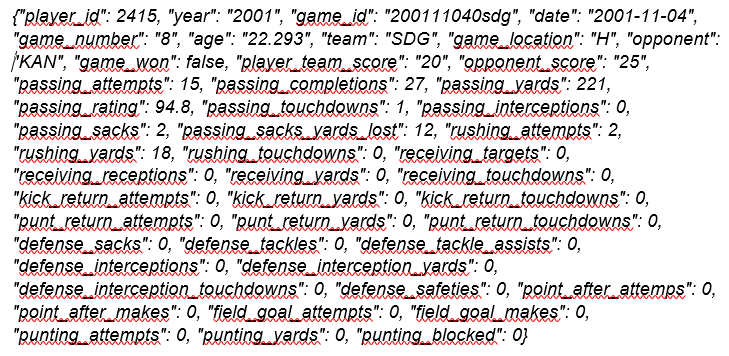 {"player_id": 2415, "year": "2001", "game_id": "200111040sdg", "date": "2001-11-04",
"game_number": "8", "age": "22.293", "team": "SDG", "game_location": "H", "opponent":
"KAN", "game_won": false, "player_team_score": "20", "opponent_score": "25",
"passing_attempts": 15, "passing_completions": 27, "passing_yards": 221,
"passing_rating": 94.8, "passing_touchdowns": 1, "passing_interceptions": 0,
"passing_sacks": 2, "passing_sacks_yards_lost": 12, "rushing_attempts": 2,
"rushing_yards": 18, "rushing_touchdowns": 0, "receiving_targets": 0,
"receiving_receptions": 0, "receiving_yards": 0, "receiving_touchdowns": 0,
"kick_return_attempts": 0, "kick_return_yards": 0, "kick_return_touchdowns": 0,
"punt_return_attempts": 0, "punt_return_yards": 0, "punt_return_touchdowns": 0,
"defense_sacks": 0, "defense_tackles": 0, "defense_tackle_assists": 0,
"defense_interceptions": 0, "defense_interception_yards": 0,
"defense_interception_touchdowns": 0, "defense_safeties": 0, "point_after_attemps": 0,
"point_after_makes": 0, "field_goal_attempts": 0, "field_goal_makes": 0,
"punting_attempts": 0, "punting_yards": 0, "punting_blocked": 0}